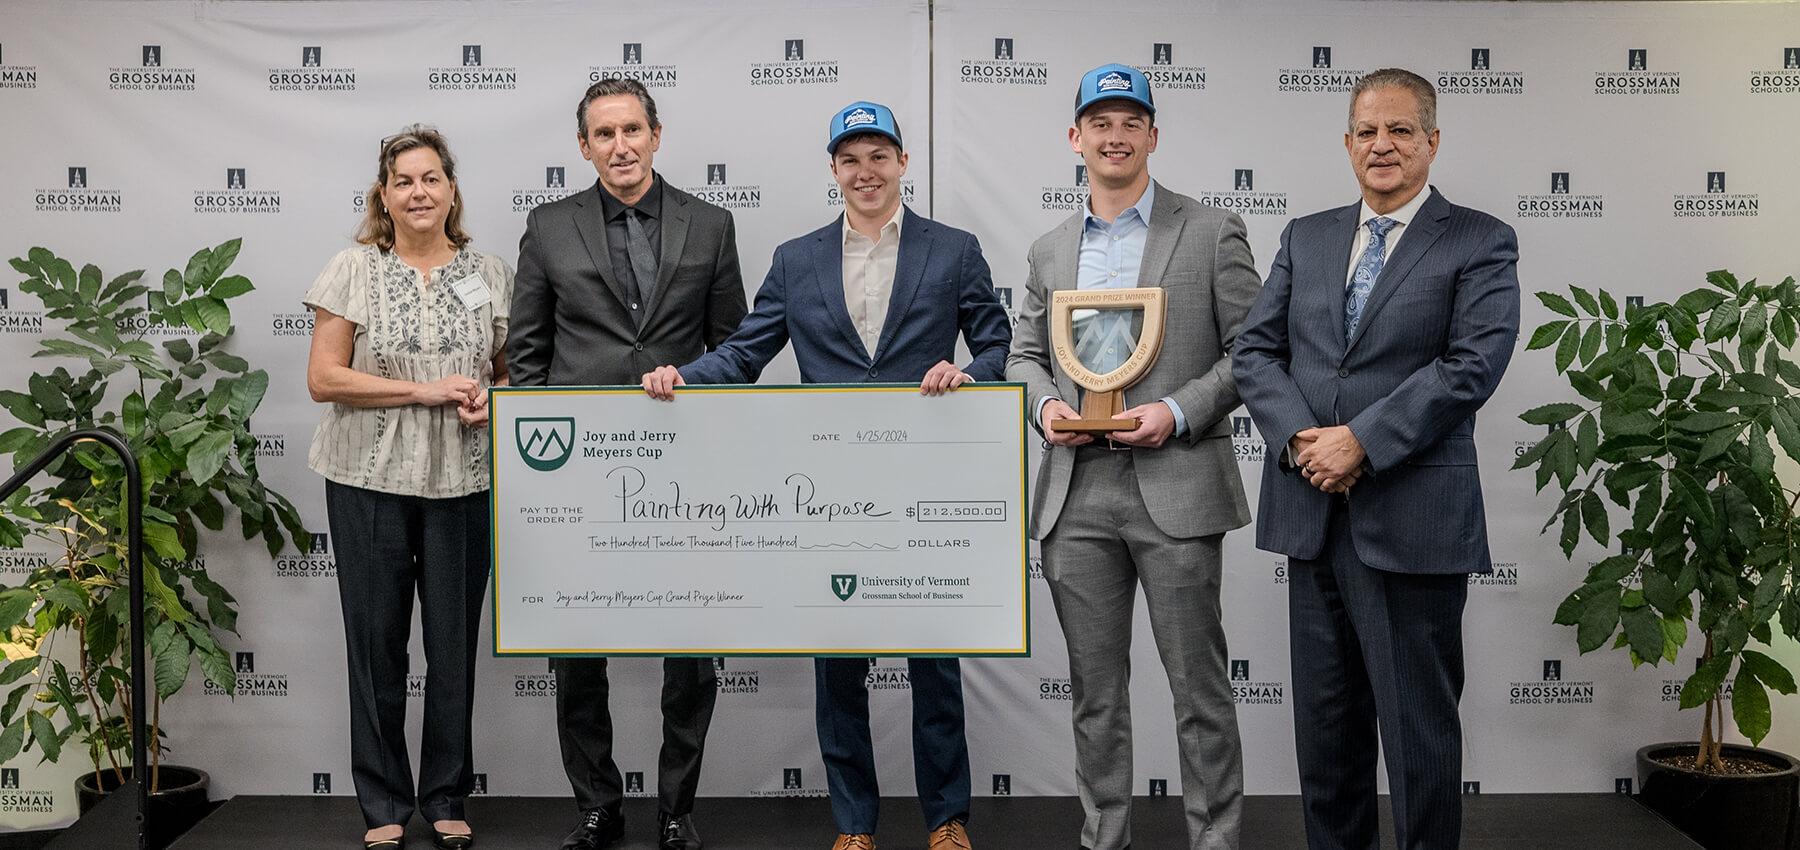 THE UNIVERSITY OF VERMONT
GROSSMAN
SCHOOL OF BUSINESS
Painting
Painting
2024 GRAND PRIZE WINNER
JOY AND JERRY MEYERS CUP
Joy and Jerry
Meyers Cup
DATE 4/25/2024
PAY TO THE
ORDER OF
Painting With Purpose
$ 212,500.00
Two Hundred Twelve Thousand Five Hundred DOLLARS
FOR Joy and Jerry Meyers Cup Grand Prize Winner
V
University of Vermont
Grossman School of Business